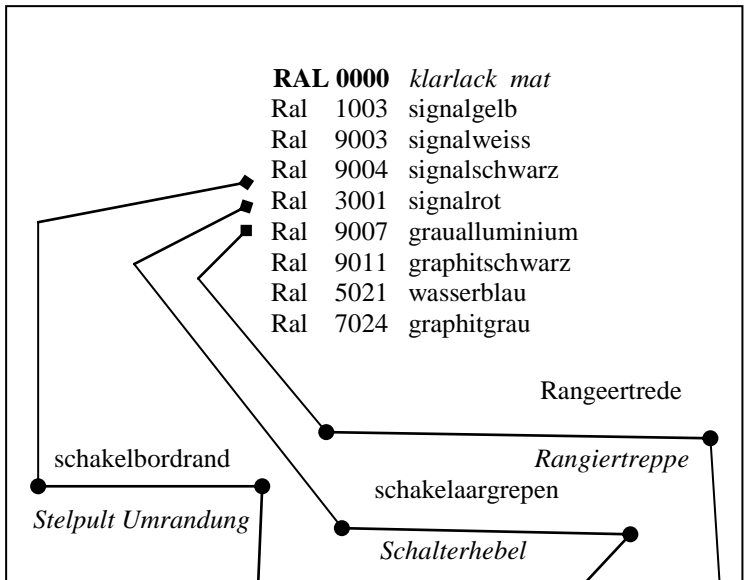 RAL 0000 klarlack mat
Ral 1003 signalgelb
Ral 9003 signalweiss
Ral 9004 signalschwarz
Ral 3001 signalrot
Ral 9007 graualluminium
Ral 9011 graphitschwarz
Ral 5021 wasserblau
Ral 7024 graphitgrau
Rangeertrede
Rangiertreppe
schakelbordrand
Stelpult Umrandung
schakelaargrepen
Schalterhebel